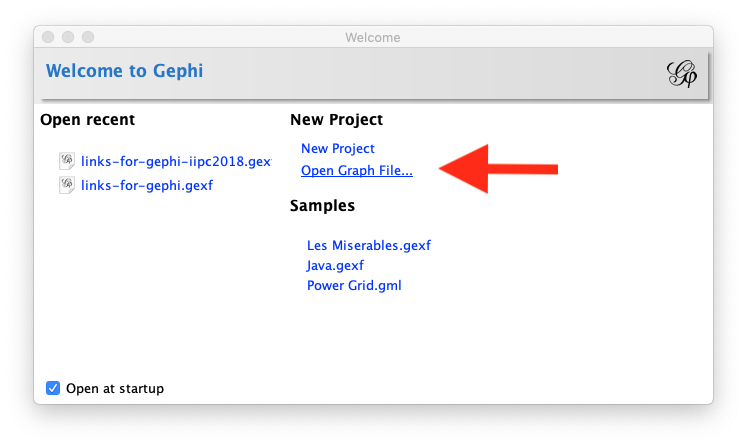 Welcome
Welcome to Gephi
Open recent
links-for-gephi-iipc2018.gex
links-for-gephi.gexf
New Project
New Project
Open Graph File...
Samples
Les Miserables.gexf
Java.gexf
Power Grid.gml
Open at startup